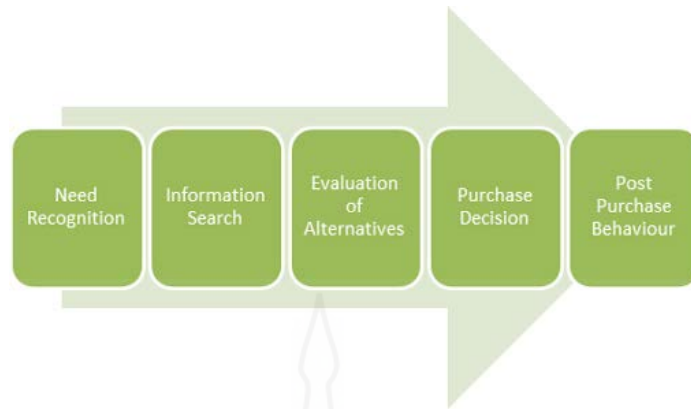 Need
Recognition
Information
Search
Evaluation
of
Alternatives
Purchase
Decision
Post
Purchase
Behaviour